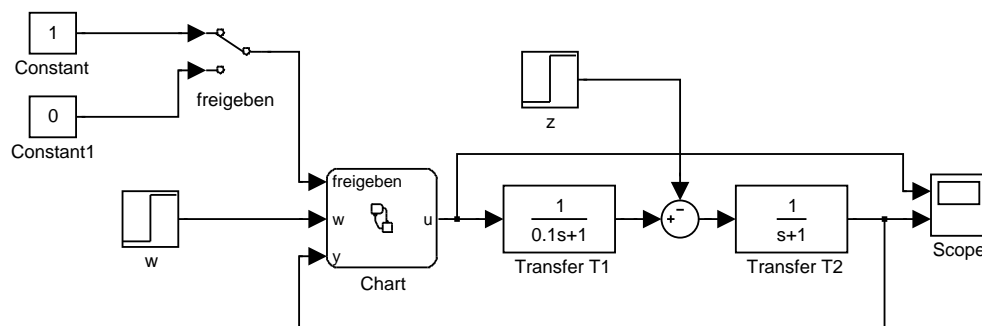 1
Constant
0
Constant1
freigeben
z
w
freigeben
w
y
u
Chart
1
0.1s+1
Transfer T1
+
−
1
s+1
Transfer T2
Scope